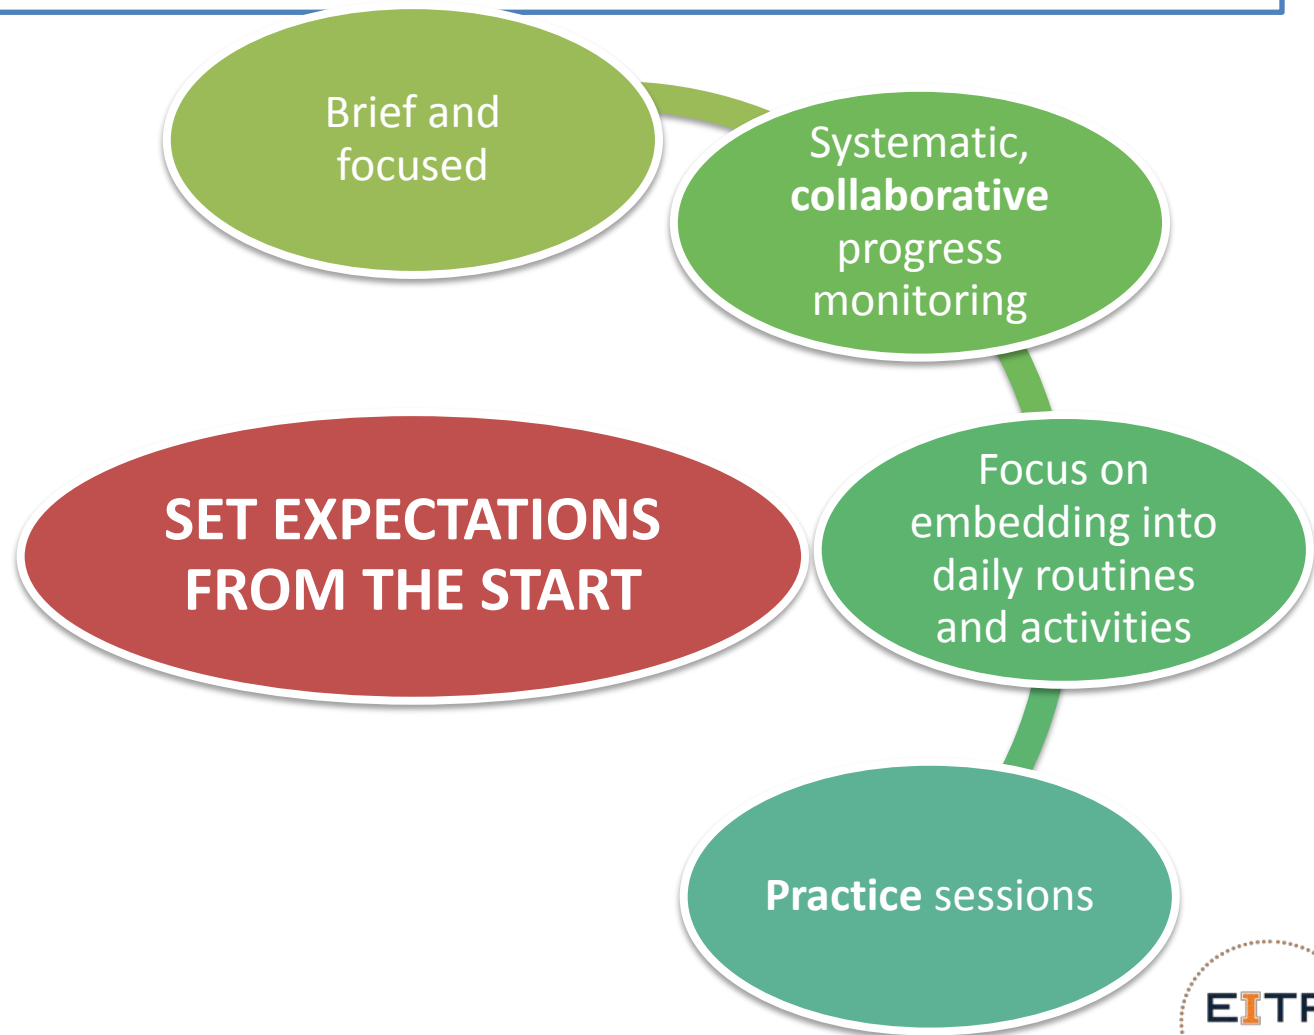 Brief and
focused
Systematic,
collaborative
progress
monitoring
SET EXPECTATIONS
FROM THE START
Focus on
embedding into
daily routines
and activities
Practice sessions